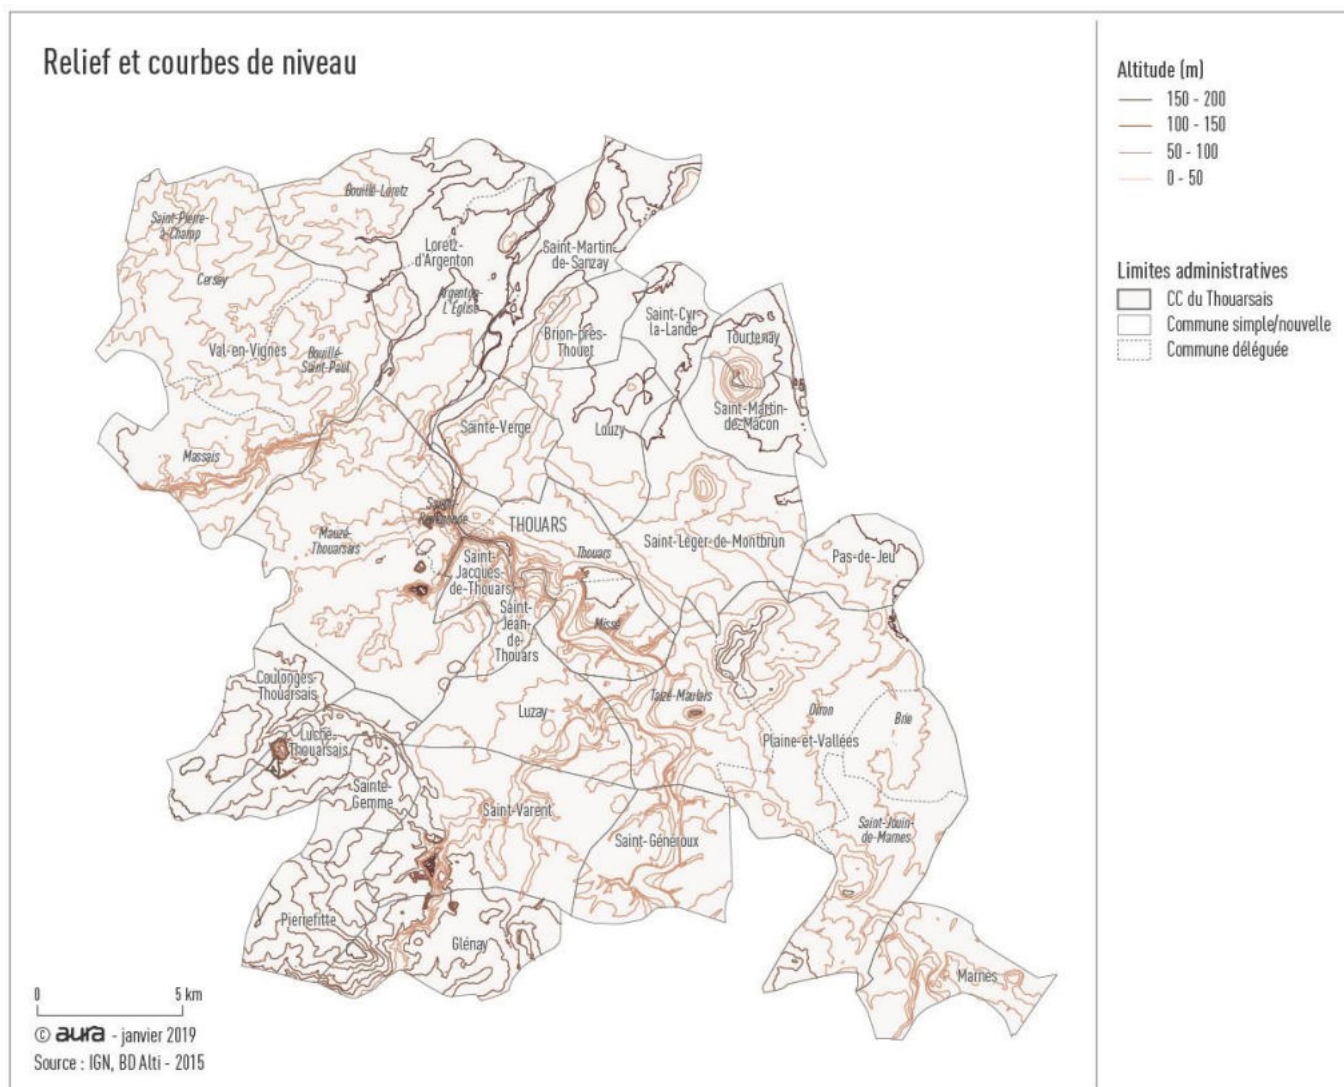 Relief et courbes de niveau
Altitude (m)
150 - 200
100 - 150
50 - 100
0 - 50
Limites administratives
CC du Thouarsais
Commune simple/nouvelle
Commune déléguée
Bouillé-Loretz
Saint-Pierre-
à-Champ
Cersay
Loretz-
d'Argenton
Saint-Martin-
de-Sanzay
Argenton-
L'Église
Saint-Cyr-
la-Lande
Brion-près-
Thouet
Tourtenay
Val-en-Vignes
Bouillé-
Saint-Paul
Saint-Martin-
de-Mâcon
Sainte-Verge
Louzy
Massais
Sainte-
Radegonde
THOUARS
Mauzé-
Thouarsais
Saint-Léger-de-Montbrun
Thouars
Pas-de-Jeu
Saint-
Jacques-
de-Thouars
Saint-
Jean-
de-
Thouars
Missé
Coulonges-
Thouarsais
Taizé-Maulais
Luzay
Oiron
Brie
Luché-
Thouarsais
Plaine-et-Vallées
Sainte-
Gemme
Saint-Varent
Saint-Généroux
Saint-Jouin-
de-Marnes
Pierrefitte
Glénay
Marnes
0 5 km
© aura - janvier 2019
Source : IGN, BD Alti - 2015